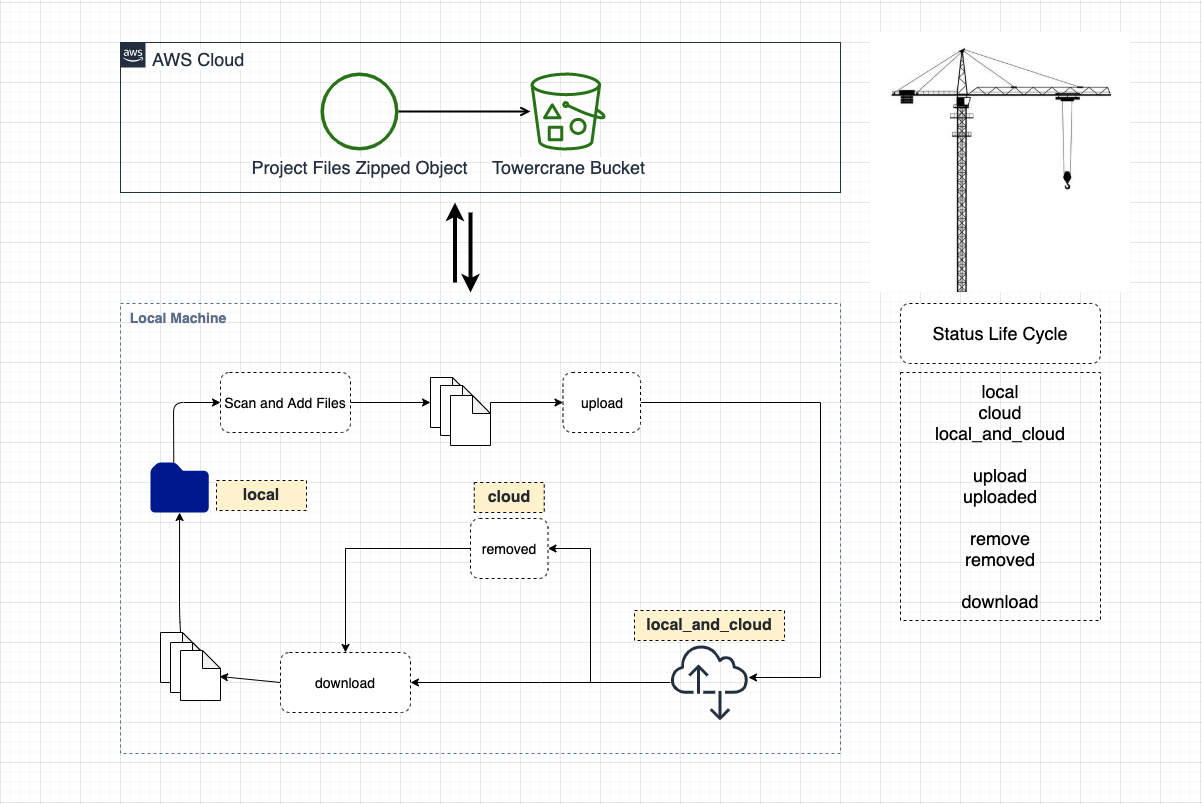 aws
AWS Cloud
Project Files Zipped Object
Towercrane Bucket
Local Machine
Scan and Add Files
upload
local
cloud
removed
local_and_cloud
download
Status Life Cycle
local
cloud
local_and_cloud
upload
uploaded
remove
removed
download